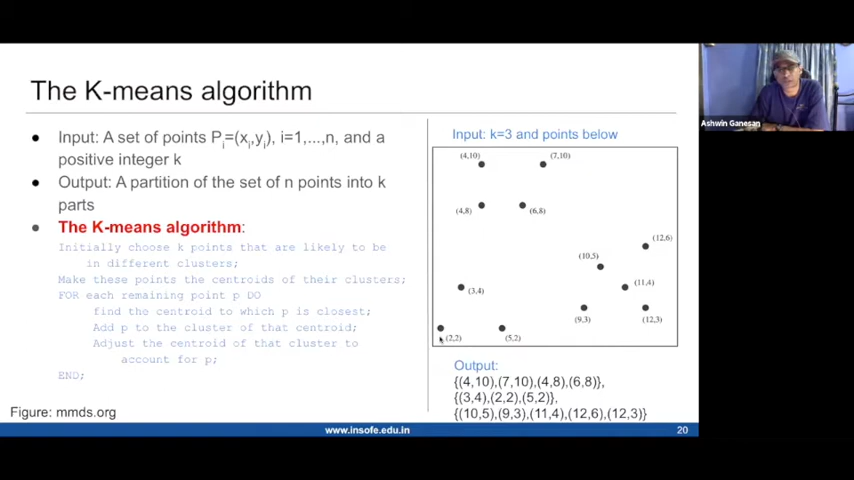 The K-means algorithm
● Input: A set of points Pi=(xi,yi), i=1,...,n, and a
positive integer k
● Output: A partition of the set of n points into k
parts
● The K-means algorithm:
Initially choose k points that are likely to be
in different clusters;
Make these points the centroids of their clusters;
FOR each remaining point p DO
find the centroid to which p is closest;
Add p to the cluster of that centroid;
Adjust the centroid of that cluster to
account for p;
END;
Figure: mmds.org
Input: k=3 and points below
(4,10) (7,10)
(4,8) (6,8)
(12,6)
(10,5)
(3,4) (11,4)
(9,3) (12,3)
(2,2) (5,2)
Output:
{(4,10),(7,10),(4,8),(6,8)},
{(3,4),(2,2),(5,2)},
{(10,5),(9,3),(11,4),(12,6),(12,3)}
www.insofe.edu.in 20
Ashwin Ganesan